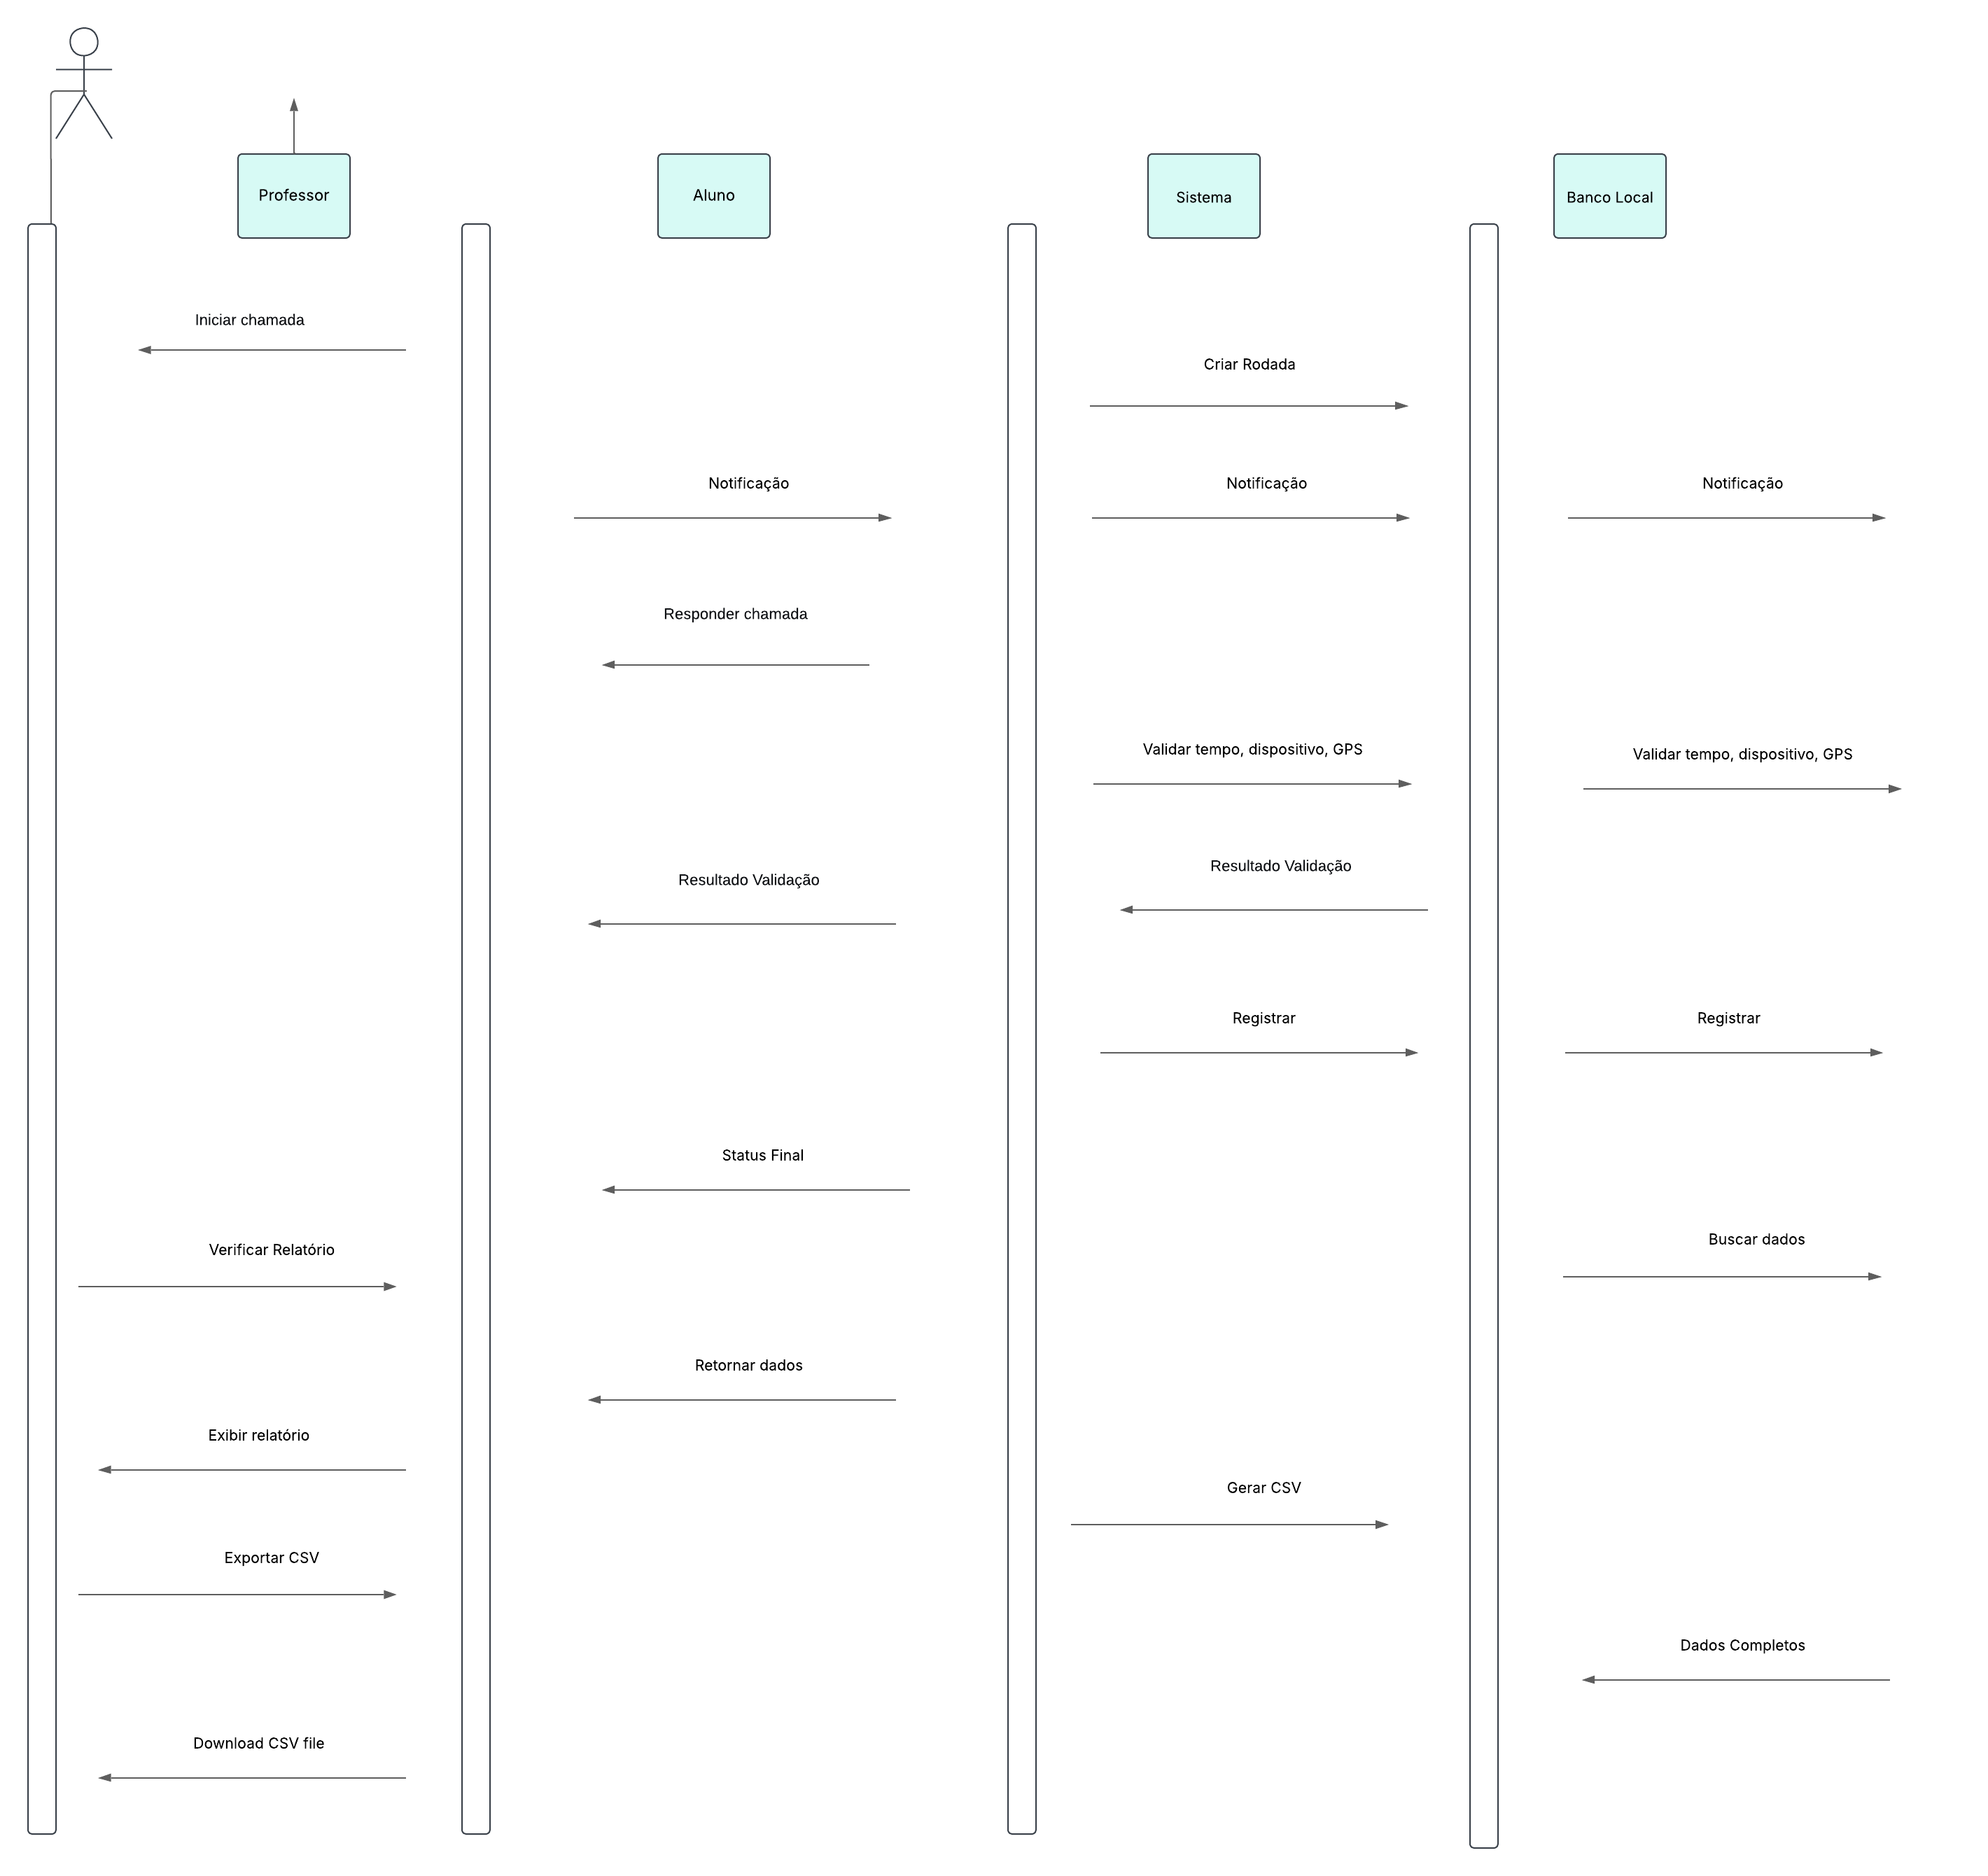 Professor
Aluno
Sistema
Banco Local
Iniciar chamada
Criar Rodada
Notificação
Notificação
Notificação
Responder chamada
Validar tempo, dispositivo, GPS
Validar tempo, dispositivo, GPS
Resultado Validação
Resultado Validação
Registrar
Registrar
Status Final
Buscar dados
Verificar Relatório
Retornar dados
Exibir relatório
Gerar CSV
Exportar CSV
Dados Completos
Download CSV file